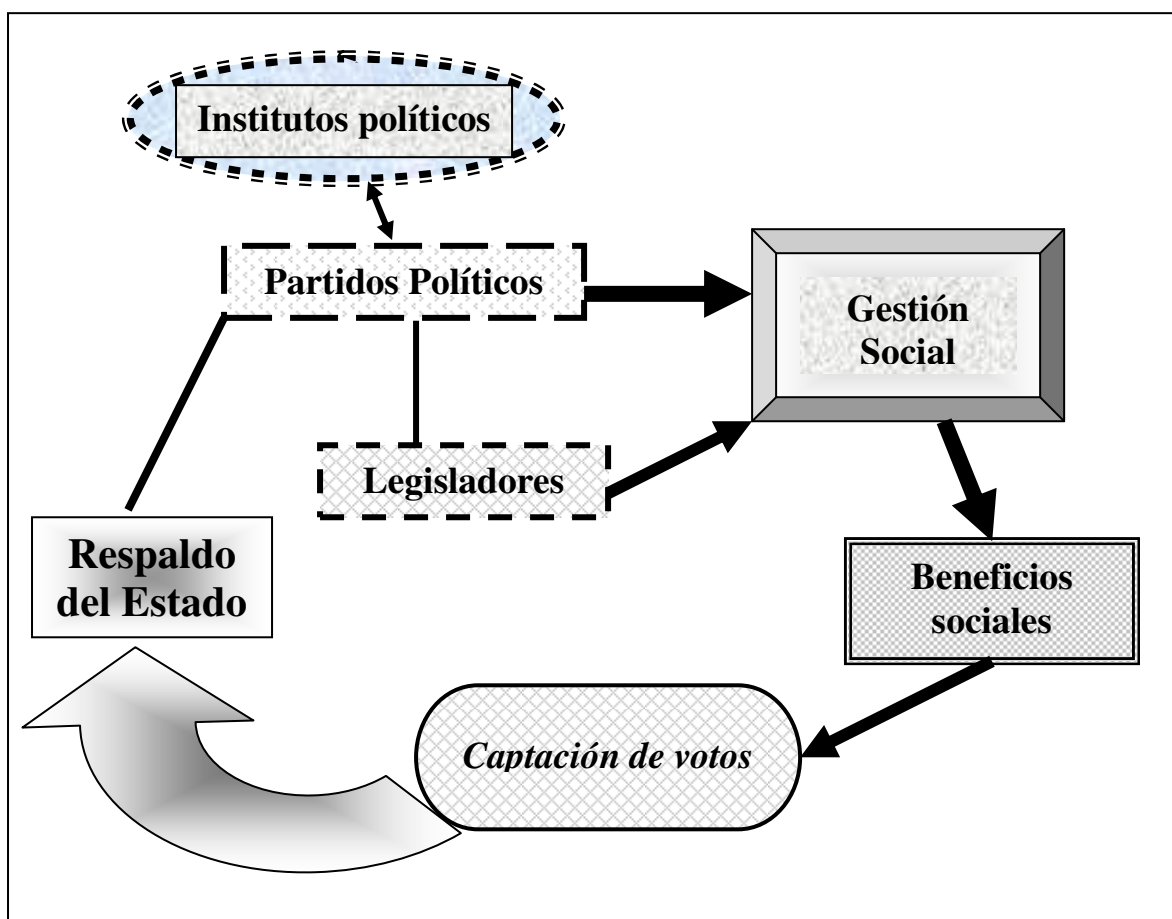 Institutos políticos
Partidos Políticos
Gestión
Social
Legisladores
Respaldo
del Estado
Beneficios
sociales
Captación de votos